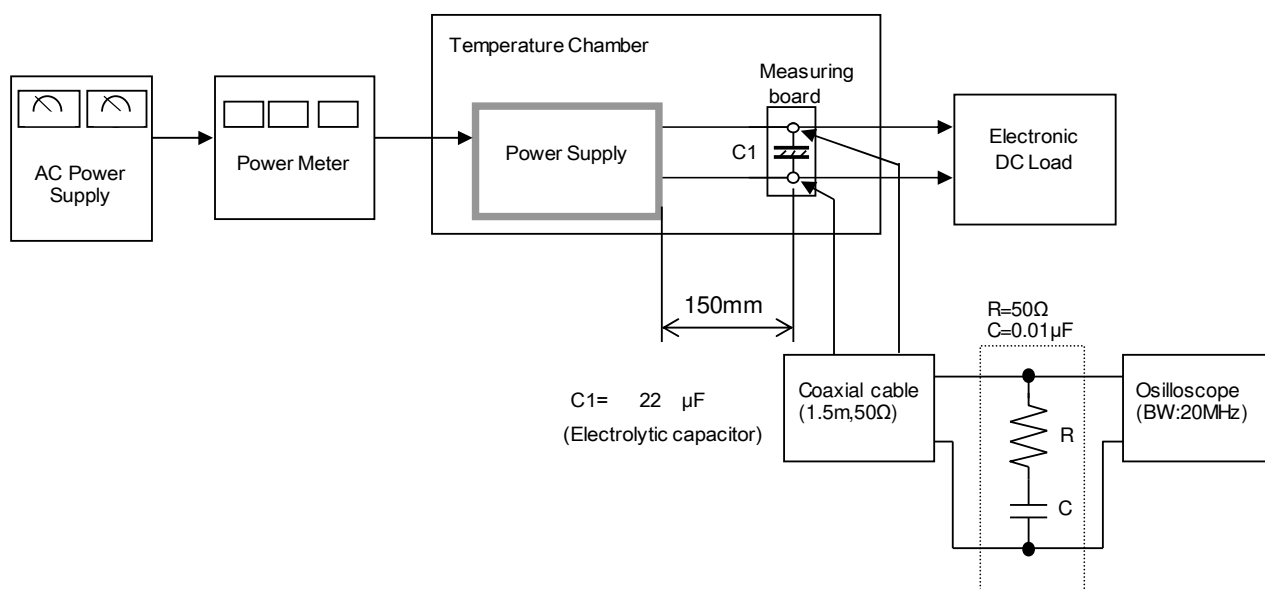 Temperature Chamber
Measuring
board
AC Power
Supply
Power Meter
Power Supply
C1
Electronic
DC Load
150mm
R=50Ω
C=0.01µF
C1= 22 µF
(Electrolytic capacitor)
Coaxial cable
(1.5m,50Ω)
R
C
Osilloscope
(BW:20MHz)